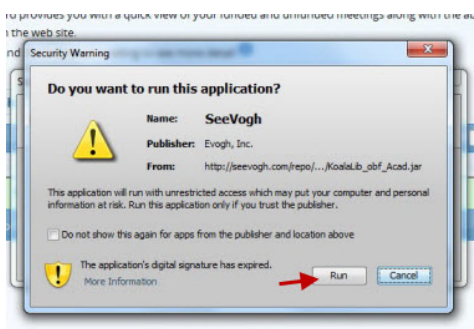 provides you with a quick view of your funded and unfunded meetings along with the
the web site.
Security Warning
Do you want to run this application?
Name: SeeVogh
Publisher: Evogh, Inc.
From: http://seevogh.com/repo/.../KoalaLib_obf_Acad.jar
This application will run with unrestricted access which may put your computer and personal
information at risk. Run this application only if you trust the publisher.
Do not show this again for apps from the publisher and location above
The application's digital signature has expired.
More Information
Run Cancel